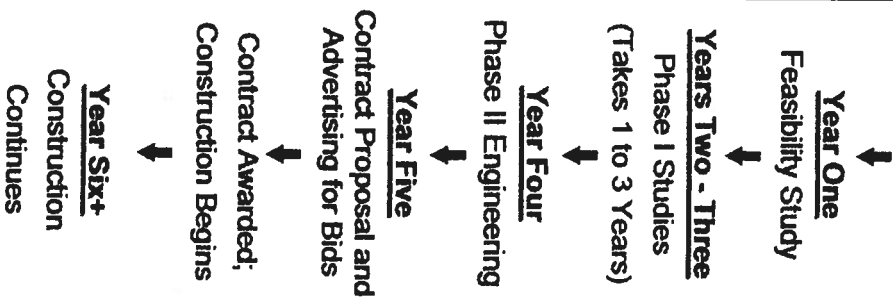 Year One
Feasibility Study
Years Two - Three
Phase I Studies
(Takes 1 to 3 Years)
Year Four
Phase II Engineering
Year Five
Contract Proposal and
Advertising for Bids
Contract Awarded;
Construction Begins
Year Six+
Construction
Continues